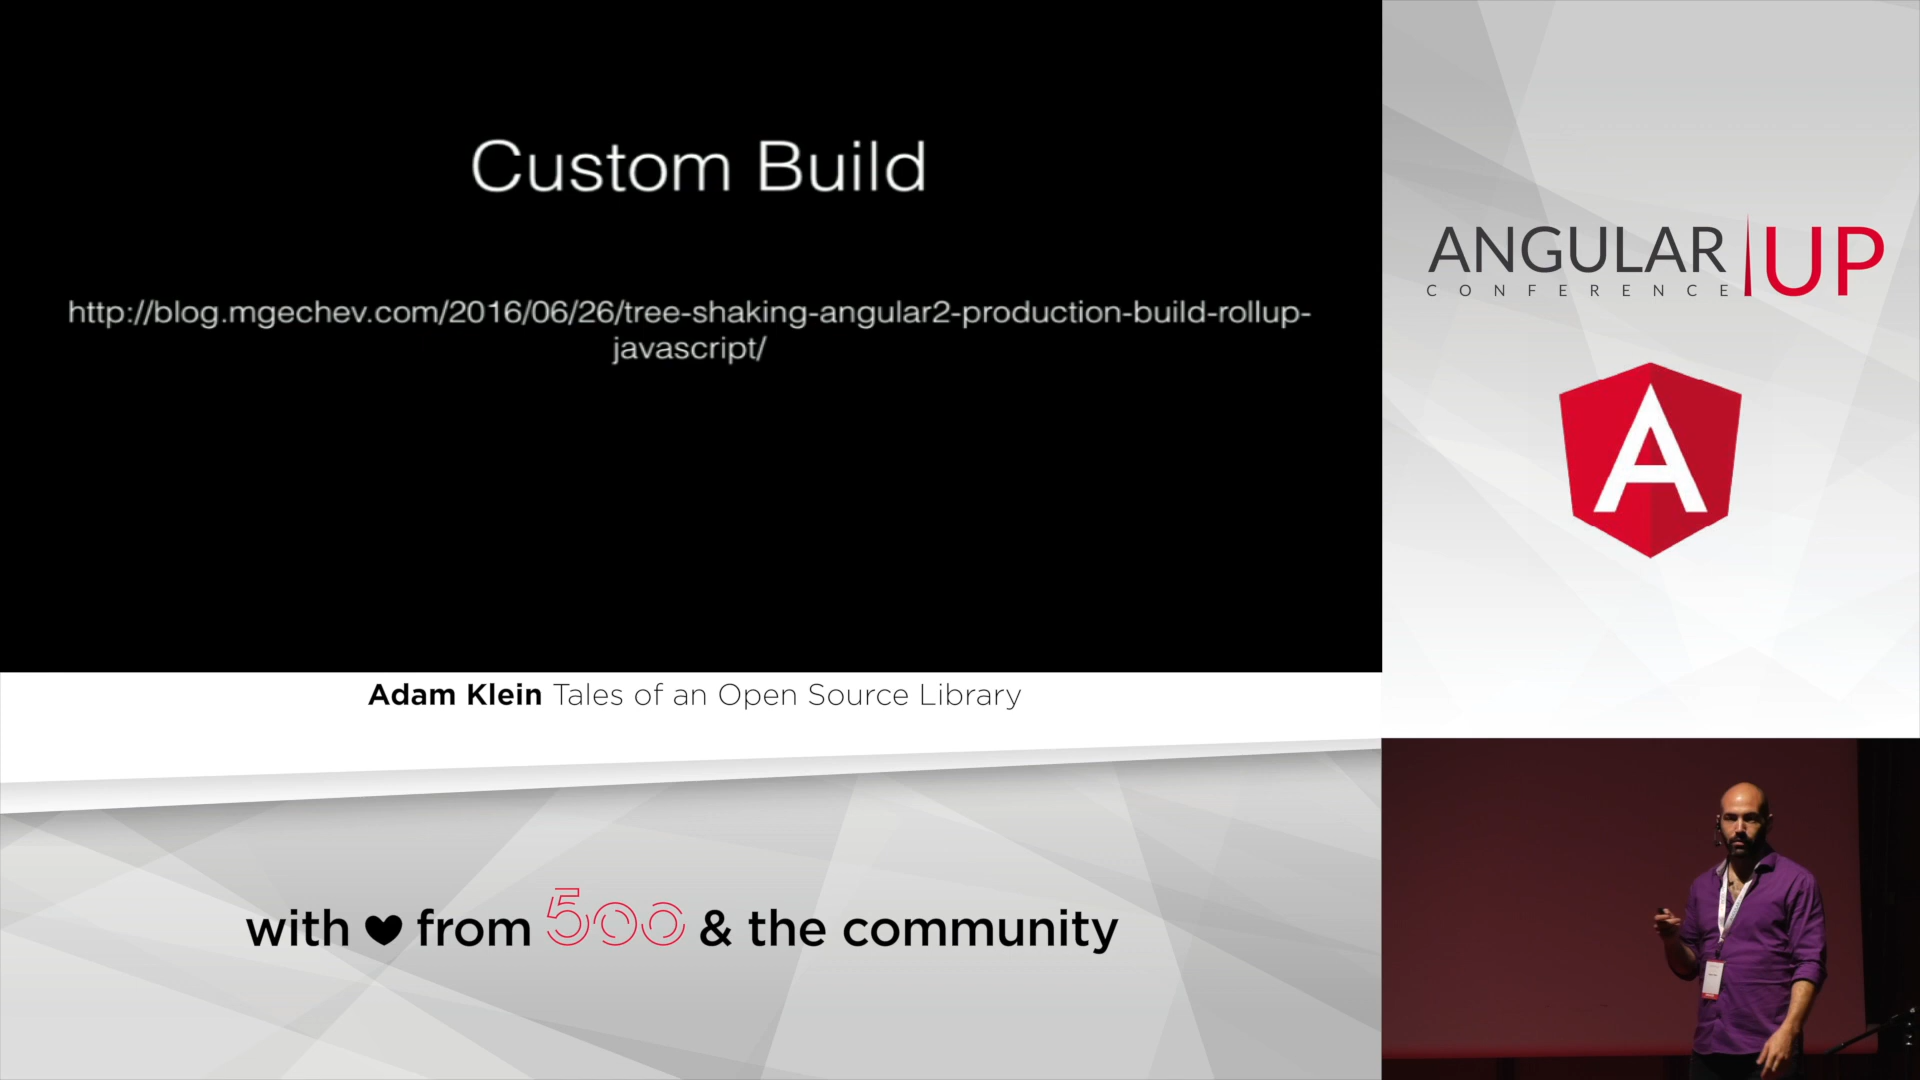 Custom Build
http://blog.mgechev.com/2016/06/26/tree-shaking-angular2-production-build-rollup-
javascript/
ANGULAR UP
CONFERENCE
Adam Klein Tales of an Open Source Library
with ♥ from 500 & the community